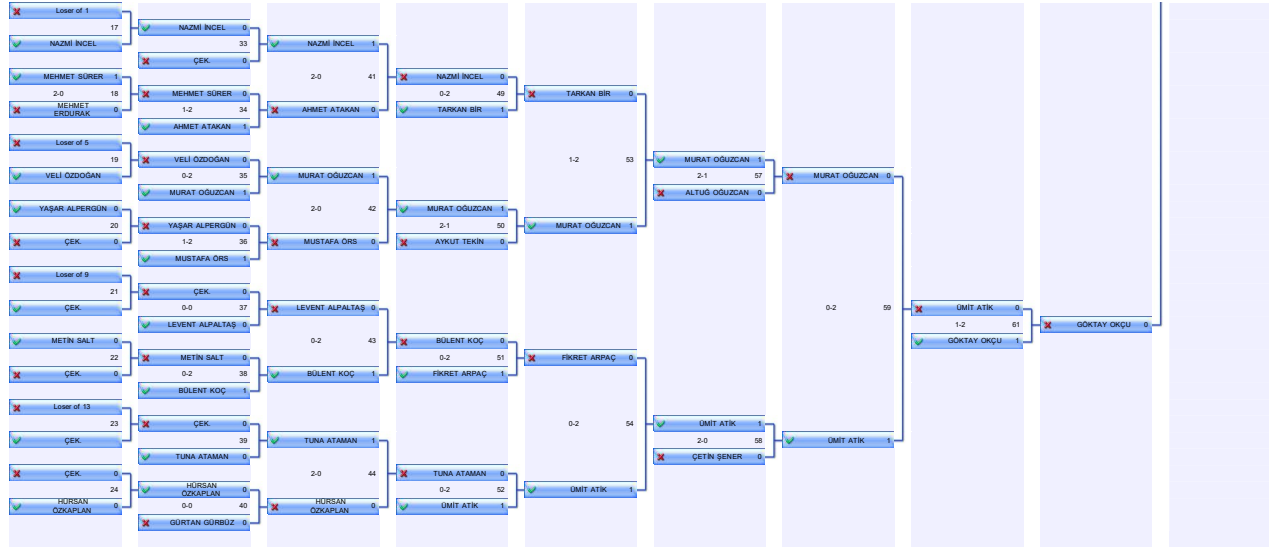 Loser of 1
17
NAZMİ İNCEL
MEHMET SÜRER 1
2-0 18
MEHMET
ERDURAK 0
Loser of 5
19
VELİ ÖZDOĞAN
YAŞAR ALPERGÜN 0
20
ÇEK. 0
Loser of 9
21
ÇEK.
METİN SALT 0
22
ÇEK. 0
Loser of 13
23
ÇEK.
ÇEK. 0
24
HÜRSAN
ÖZKAPLAN 0
NAZMİ İNCEL 0
33
ÇEK. 0
MEHMET SÜRER 0
1-2 34
AHMET ATAKAN 1
VELİ ÖZDOĞAN 0
0-2 35
MURAT OĞUZCAN 1
YAŞAR ALPERGÜN 0
1-2 36
MUSTAFA ÖRS 1
ÇEK. 0
0-0 37
LEVENT ALPALTAŞ 0
METİN SALT 0
0-2 38
BÜLENT KOÇ 1
ÇEK. 0
39
TUNA ATAMAN 0
HÜRSAN
ÖZKAPLAN 0
0-0 40
GÜRTAN GÜRBÜZ 0
NAZMİ İNCEL 1
2-0 41
AHMET ATAKAN 0
MURAT OĞUZCAN 1
2-0 42
MUSTAFA ÖRS 0
LEVENT ALPALTAŞ 0
0-2 43
BÜLENT KOÇ 1
TUNA ATAMAN 1
2-0 44
HÜRSAN
ÖZKAPLAN 0
NAZMİ İNCEL 0
0-2 49
TARKAN BİR 1
MURAT OĞUZCAN 1
2-1 50
AYKUT TEKİN 0
BÜLENT KOÇ 0
0-2 51
FİKRET ARPAÇ 1
TUNA ATAMAN 0
0-2 52
ÜMİT ATİK 1
TARKAN BİR 0
1-2 53
MURAT OĞUZCAN 1
FİKRET ARPAÇ 0
0-2 54
ÜMİT ATİK 1
MURAT OĞUZCAN 1
2-1 57
ALTUĞ OĞUZCAN 0
ÜMİT ATİK 1
2-0 58
ÇETİN ŞENER 0
MURAT OĞUZCAN 0
0-2 59
ÜMİT ATİK 1
ÜMİT ATİK 0
1-2 61
GÖKTAY OKÇU 1
GÖKTAY OKÇU 0